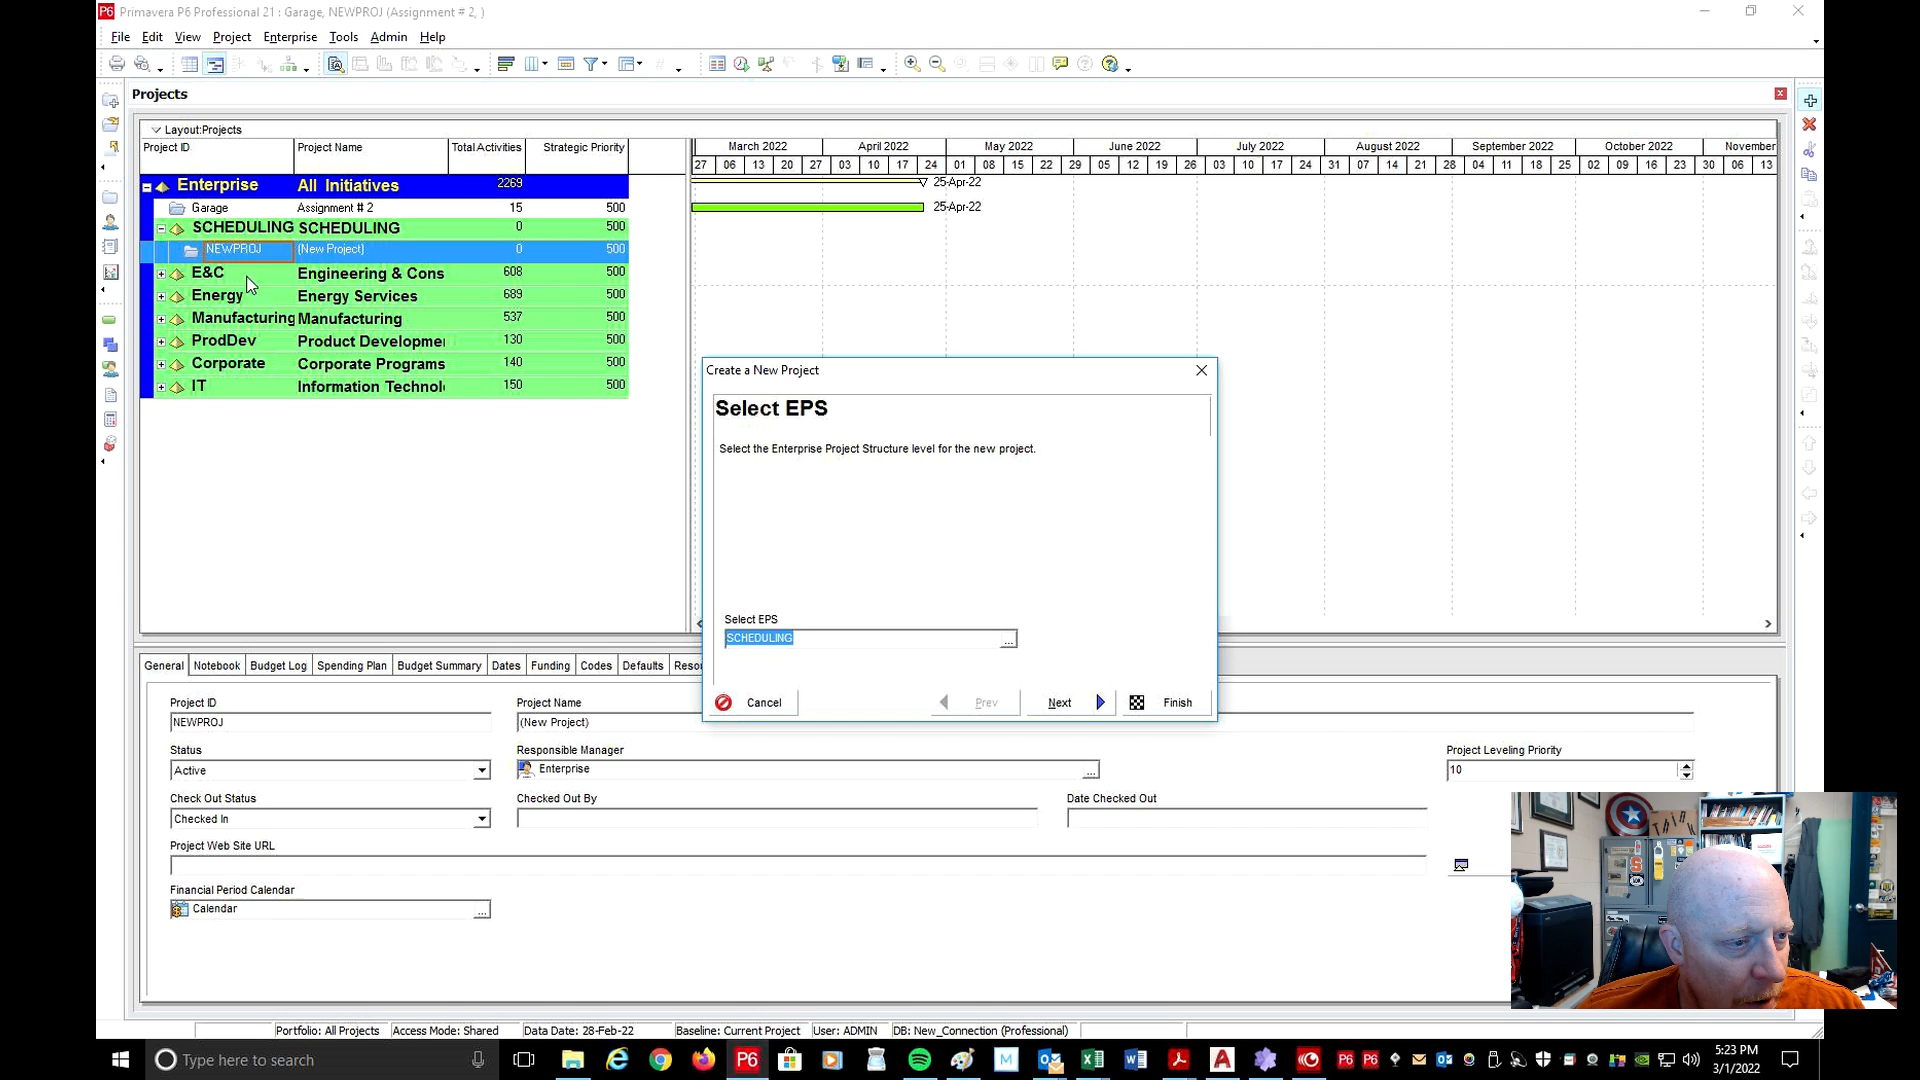 P6 Primavera P6 Professional 21 : Garage, NEWPROJ (Assignment # 2, )
File Edit View Project Enterprise Tools Admin Help
Projects
Layout:Projects
Project ID Project Name Total Activities Strategic Priority
March 2022 April 2022 May 2022 June 2022 July 2022 August 2022 September 2022 October 2022 November
27 06 13 20 27 03 10 17 24 01 08 15 22 29 05 12 19 26 03 10 17 24 31 07 14 21 28 04 11 18 25 02 09 16 23 30 06 13
Enterprise All Initiatives 2269 25-Apr-22
Garage Assignment # 2 15 500 25-Apr-22
SCHEDULING SCHEDULING 0 500
NEWPROJ (New Project) 0 500
E&C Engineering & Cons 608 500
Energy Energy Services 689 500
Manufacturing Manufacturing 537 500
ProdDev Product Developme 130 500
Corporate Corporate Programs 140 500
IT Information Technol 150 500
Create a New Project
Select EPS
Select the Enterprise Project Structure level for the new project.
Select EPS
SCHEDULING ...
Cancel Prev Next Finish
General Notebook Budget Log Spending Plan Budget Summary Dates Funding Codes Defaults Resou
Project ID Project Name
NEWPROJ (New Project)
Status Responsible Manager Project Leveling Priority
Active Enterprise ... 10
Check Out Status Checked Out By Date Checked Out
Checked In
Project Web Site URL
Financial Period Calendar
Calendar ...
THINK
Portfolio: All Projects Access Mode: Shared Data Date: 28-Feb-22 Baseline: Current Project User: ADMIN DB: New_Connection (Professional)
Type here to search
P6
M
P6 P6
5:23 PM
3/1/2022